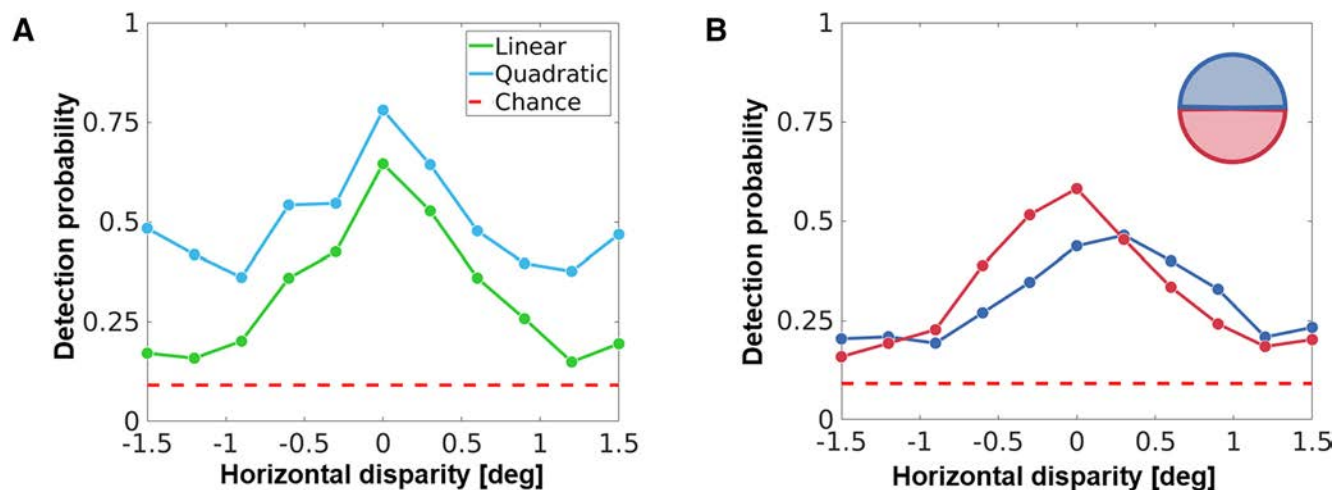 A
1
0.75
0.5
0.25
0
Detection probability
Linear
Quadratic
Chance
-1.5 -1 -0.5 0 0.5 1 1.5
Horizontal disparity [deg]
B
1
0.75
0.5
0.25
0
Detection probability
-1.5 -1 -0.5 0 0.5 1 1.5
Horizontal disparity [deg]